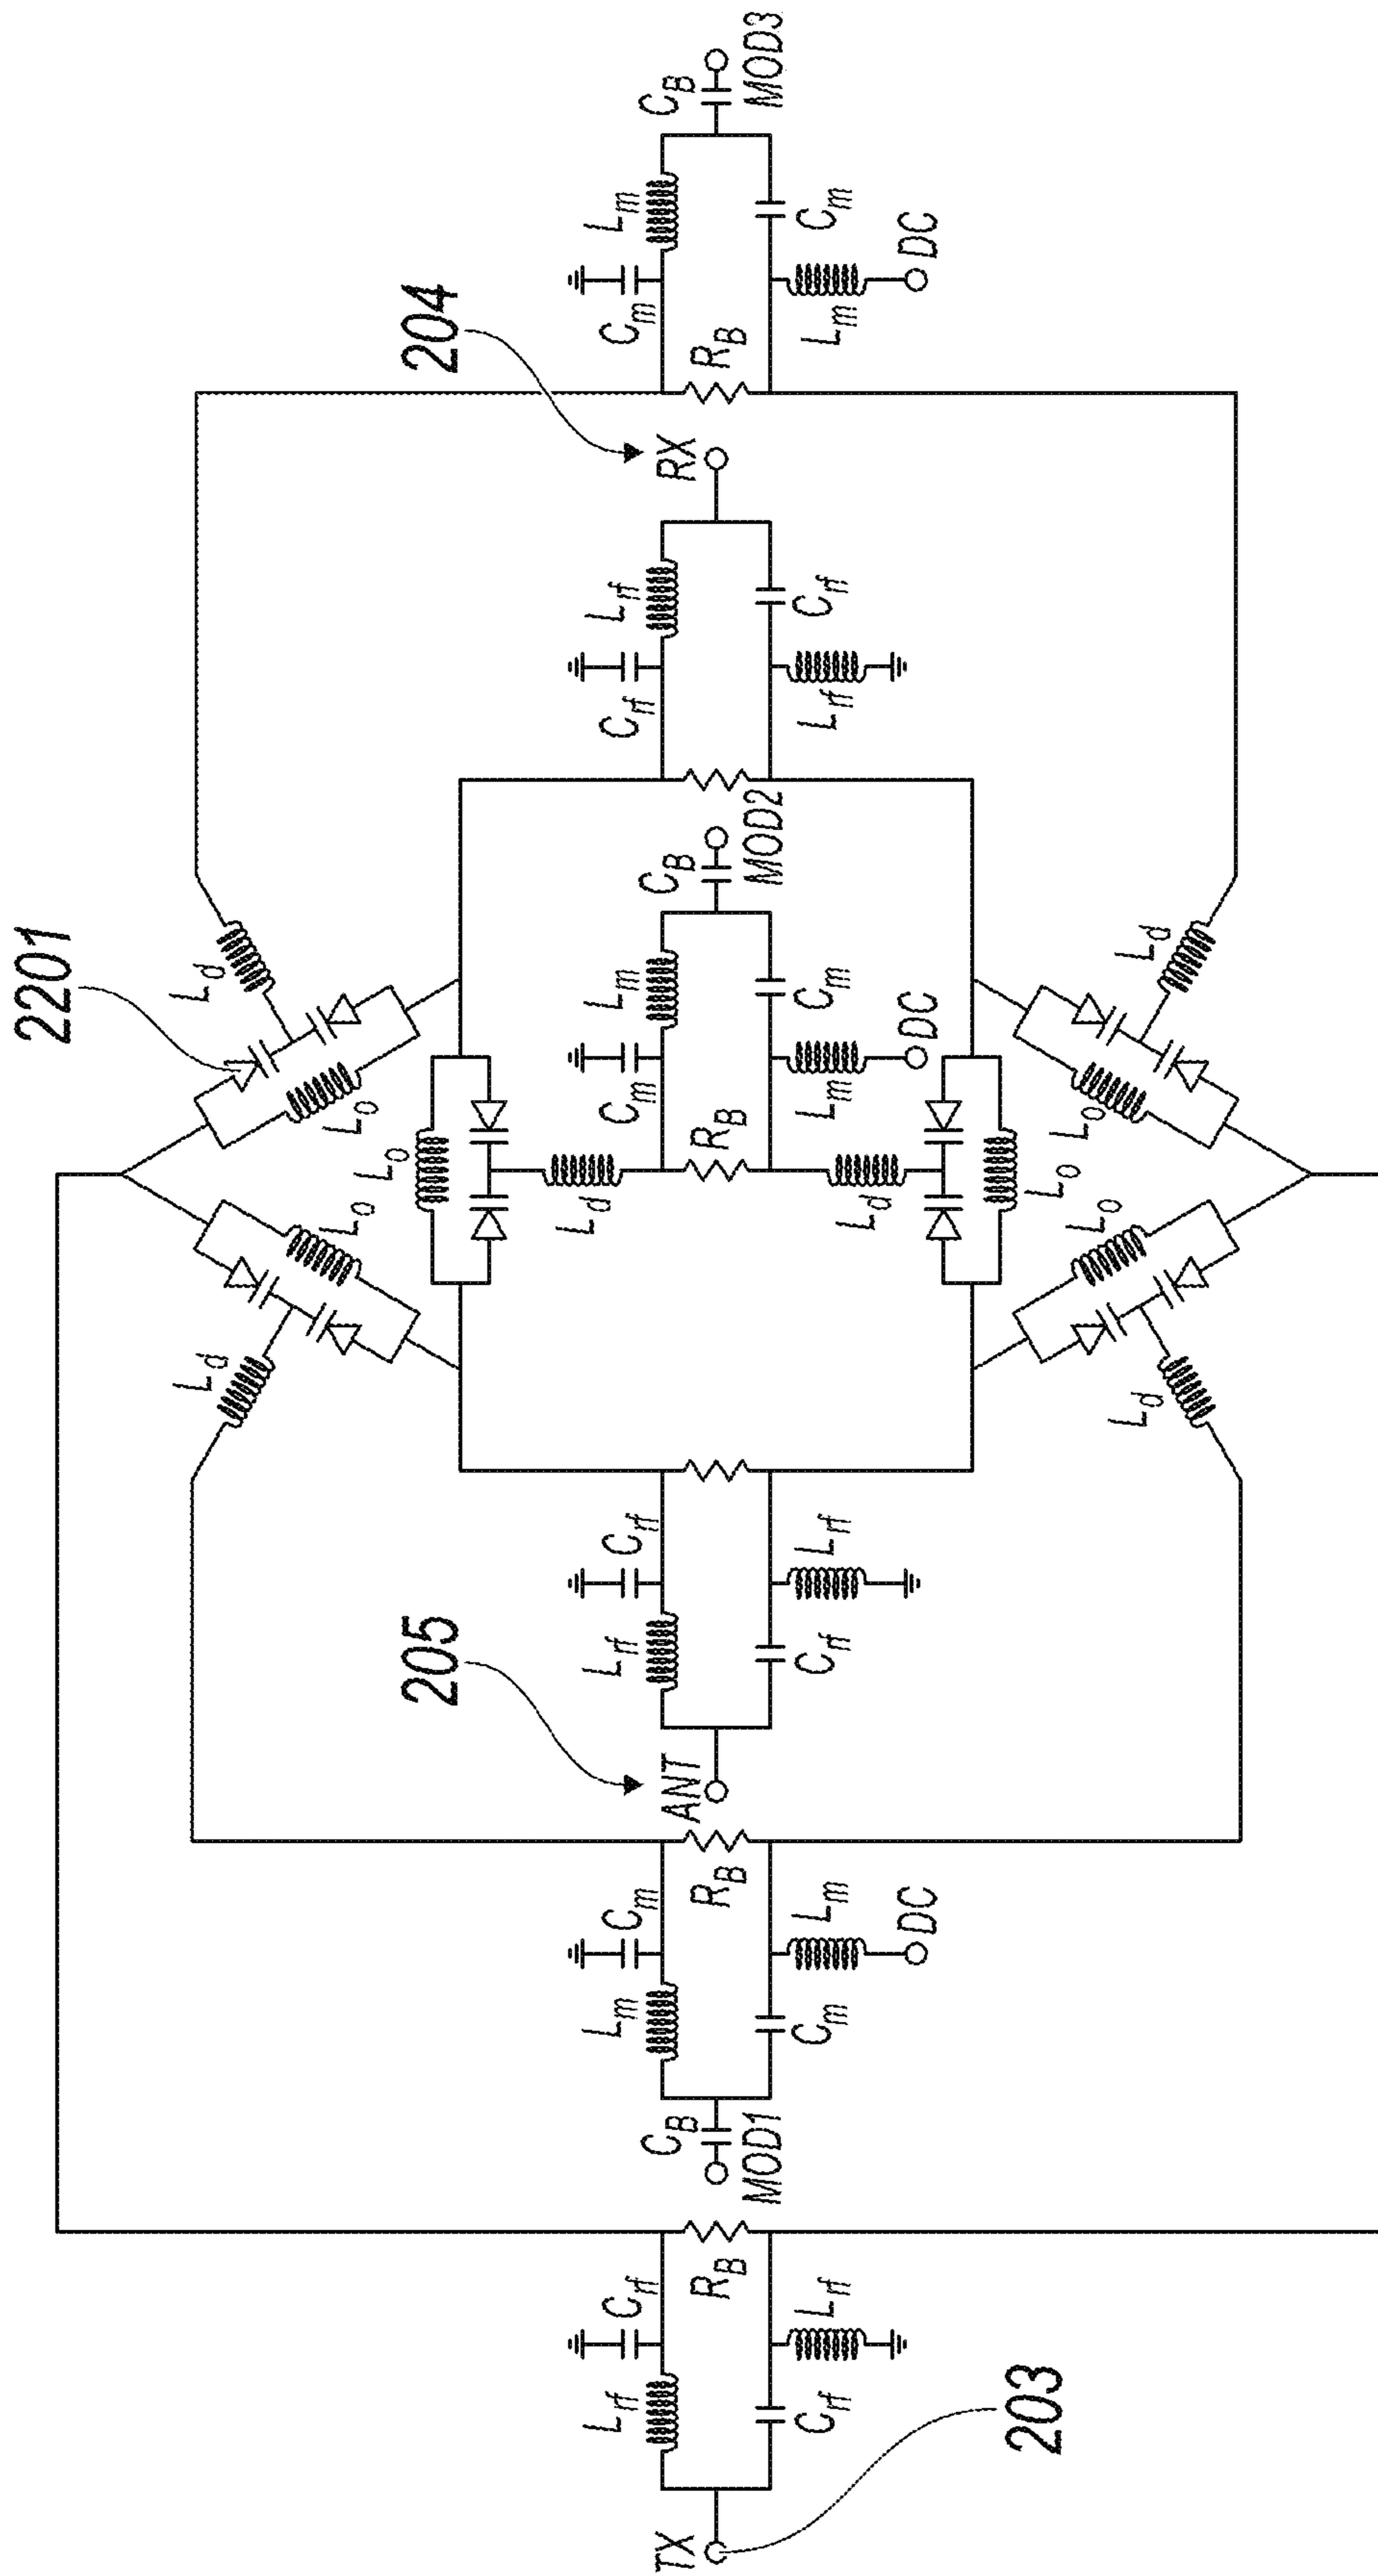 2201
L_d L_d
L_o L_o
L_o
205 204
L_d
L_rf C_rf L_m C_m L_rf C_rf C_m L_m C_rf L_rf C_m L_m
TX C_B ANT C_B RX C_B
R_B R_B R_B R_B
MOD1 MOD2 MOD3
C_rf L_rf C_m L_m C_rf L_rf L_m C_m L_rf C_rf L_m C_m
L_d
DC DC DC
203
L_o
L_o L_o
L_d L_d